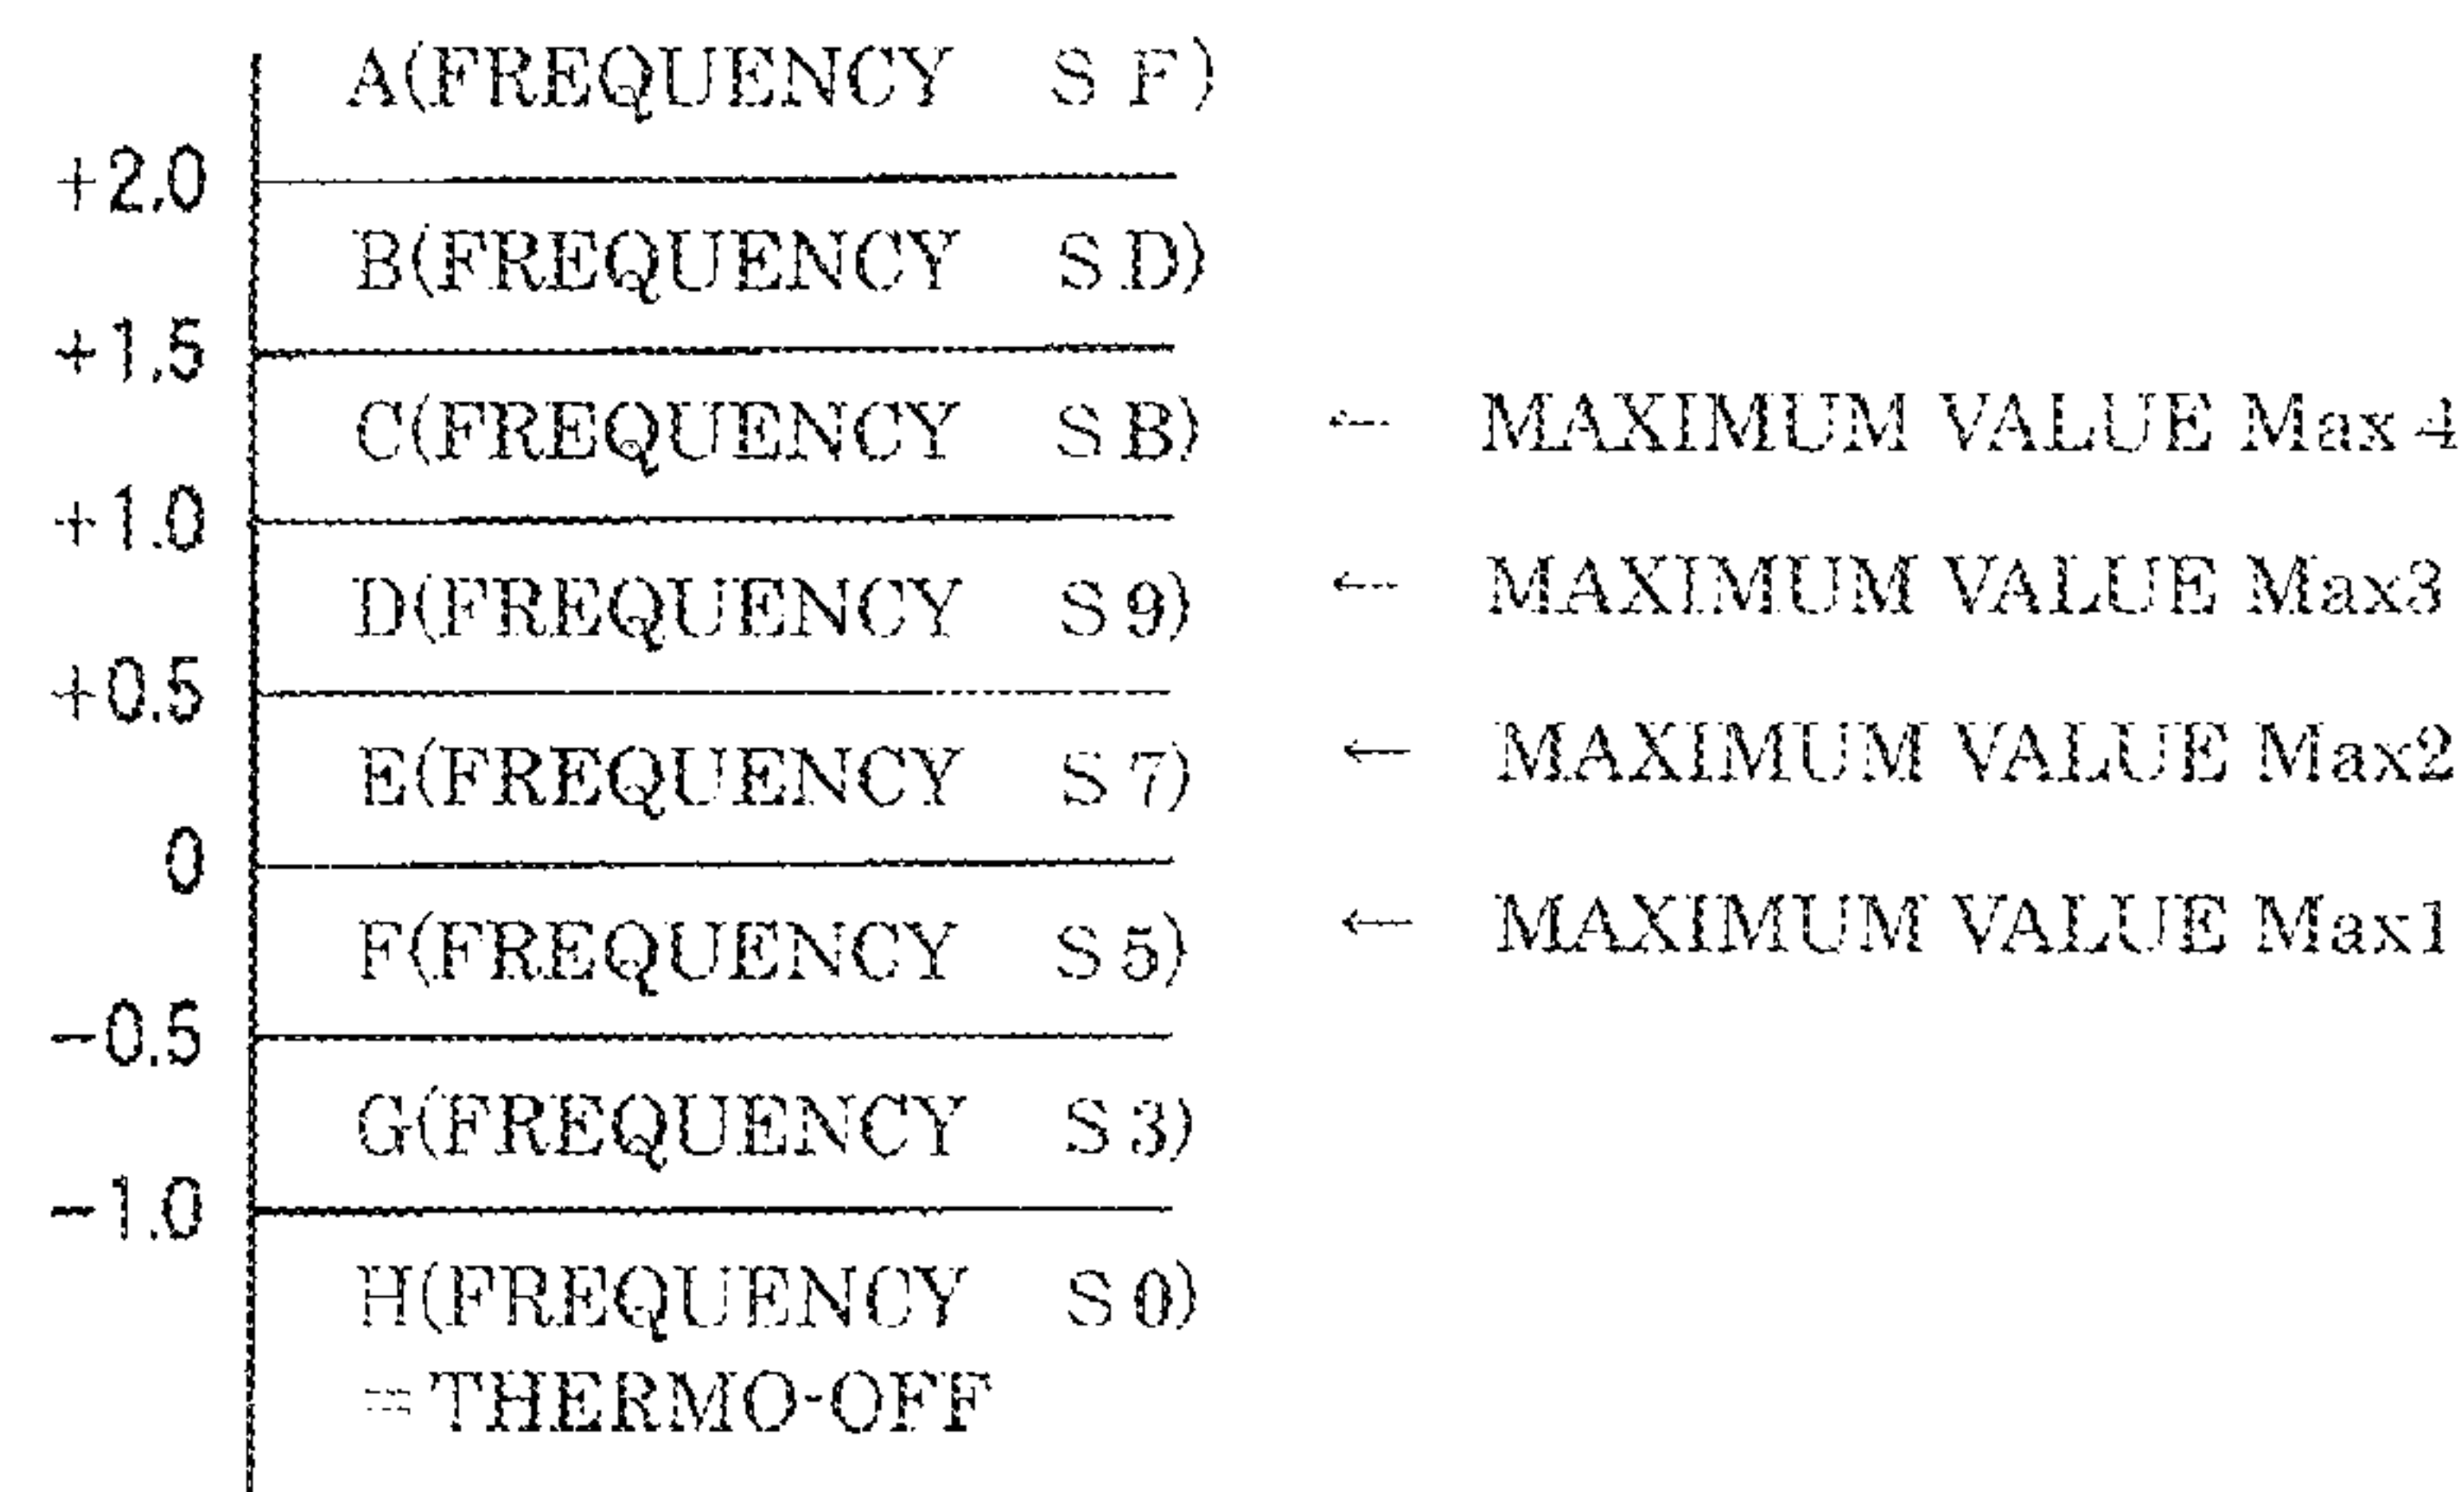 A(FREQUENCY S F)
+2.0
B(FREQUENCY S D)
+1.5
C(FREQUENCY S B) ← MAXIMUM VALUE Max 4
+1.0
D(FREQUENCY S 9) ← MAXIMUM VALUE Max3
+0.5
E(FREQUENCY S 7) ← MAXIMUM VALUE Max2
0
F(FREQUENCY S 5) ← MAXIMUM VALUE Max1
−0.5
G(FREQUENCY S 3)
−1.0
H(FREQUENCY S 0)
=THERMO-OFF